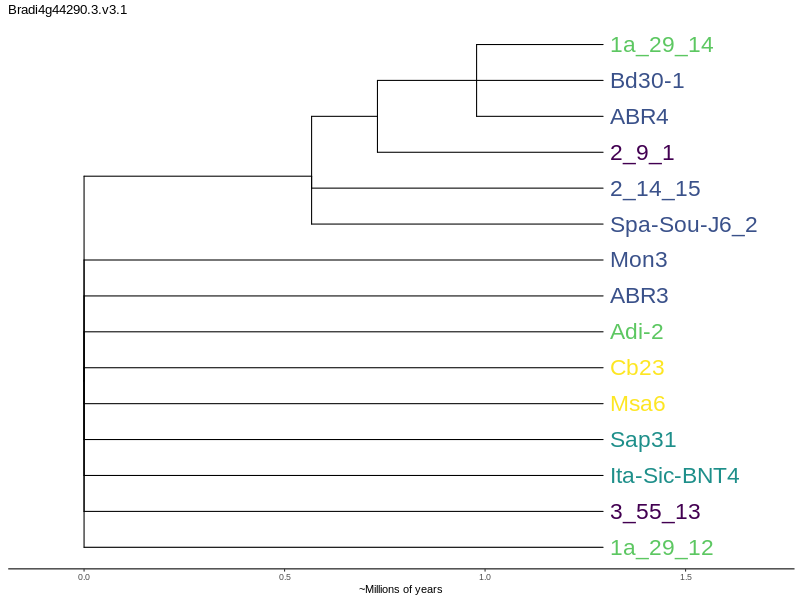 Bradi4g44290.3.v3.1
1a_29_14
Bd30-1
ABR4
2_9_1
2_14_15
Spa-Sou-J6_2
Mon3
ABR3
Adi-2
Cb23
Msa6
Sap31
Ita-Sic-BNT4
3_55_13
1a_29_12
0.0 0.5 1.0 1.5
~Millions of years